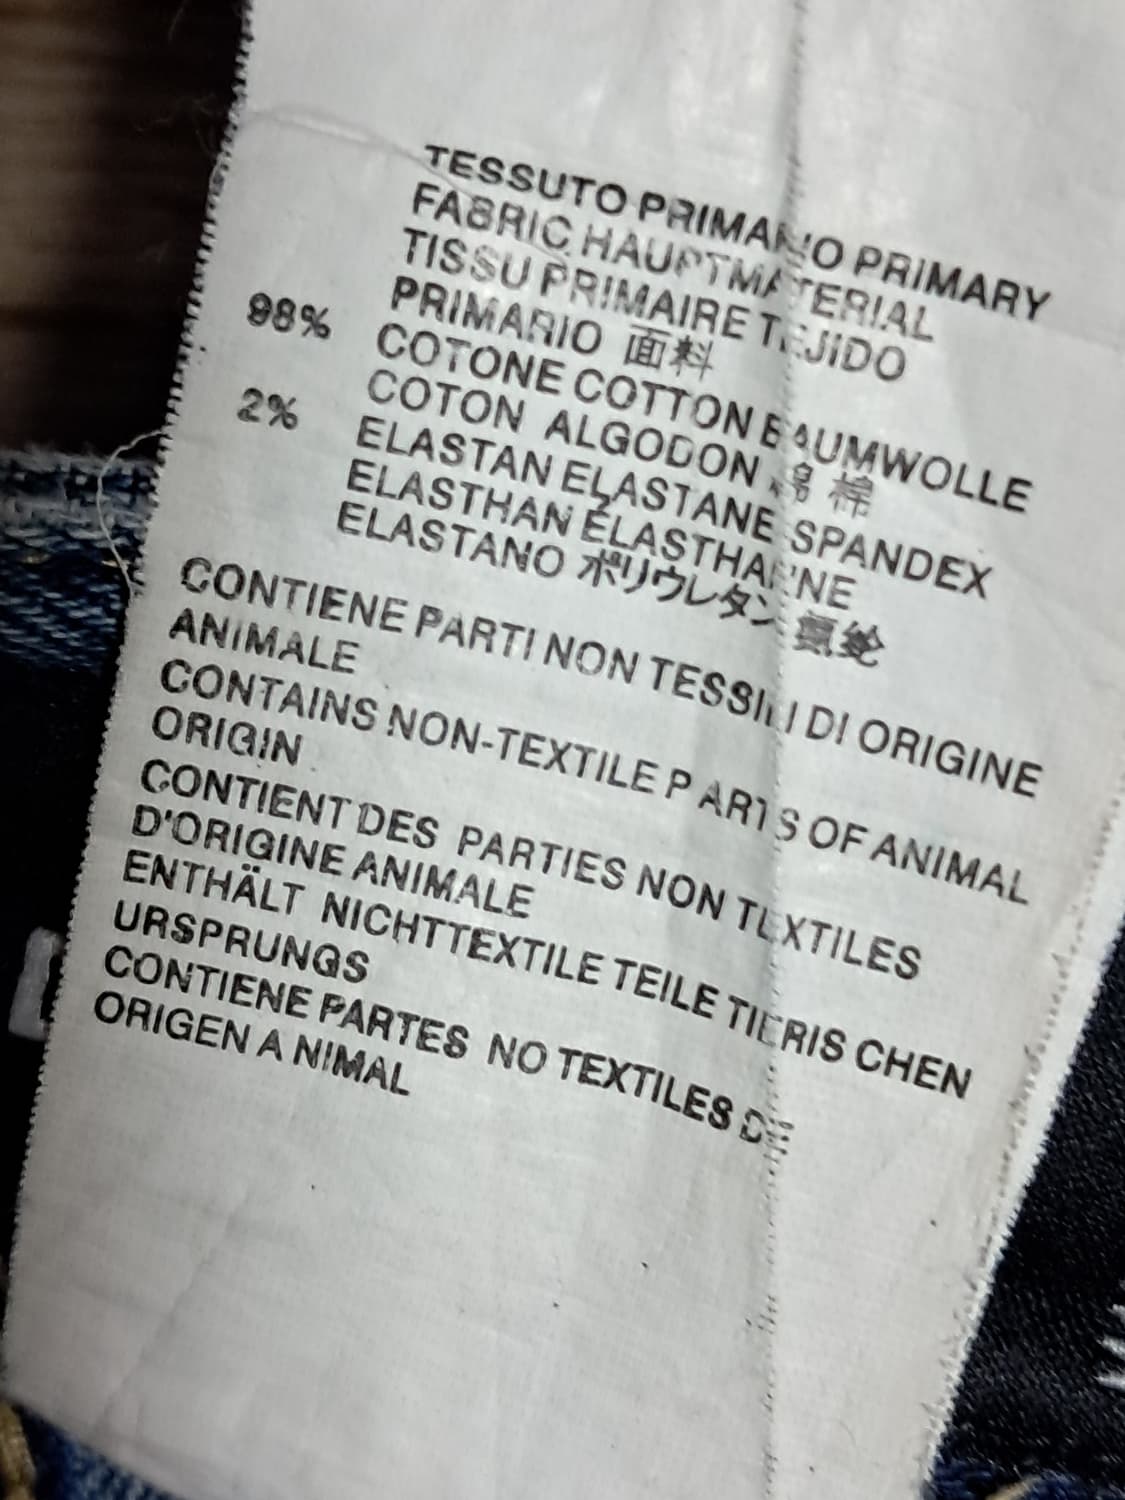 TESSUTO PRIMARIO PRIMARY
FABRIC HAUPTMATERIAL
TISSU PRIMAIRE TEJIDO
PRIMARIO 面料
98% COTONE COTTON BAUMWOLLE
COTON ALGODON 綿 棉
2% ELASTAN ELASTANE SPANDEX
ELASTHAN ÉLASTHANNE
ELASTANO ポリウレタン 氨纶
CONTIENE PARTI NON TESSILI DI ORIGINE
ANIMALE
CONTAINS NON-TEXTILE P ARTS OF ANIMAL
ORIGIN
CONTIENT DES PARTIES NON TEXTILES
D'ORIGINE ANIMALE
ENTHÄLT NICHTTEXTILE TEILE TIERIS CHEN
URSPRUNGS
CONTIENE PARTES NO TEXTILES DE
ORIGEN A NIMAL